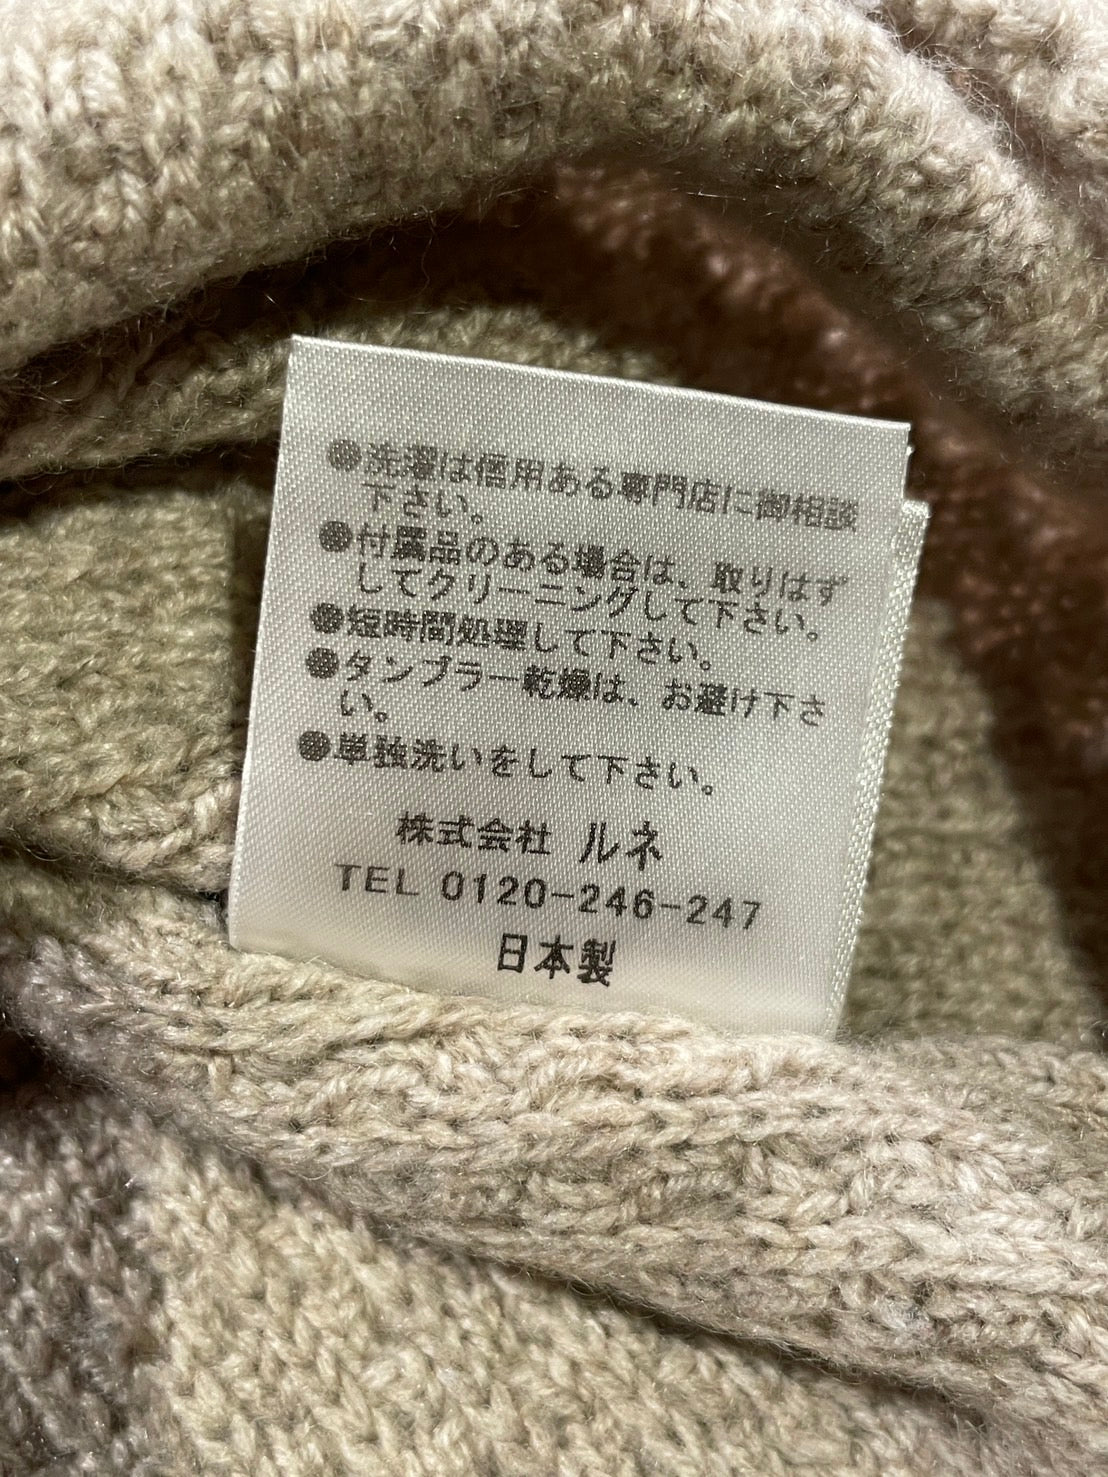 ●洗濯は信用ある専門店に御相談
下さい。
●付属品のある場合は、取りはず
してクリーニングして下さい。
●短時間処理して下さい。
●タンブラー乾燥は、お避け下さ
い。
●単独洗いをして下さい。
株式会社 ルネ
TEL 0120-246-247
日本製